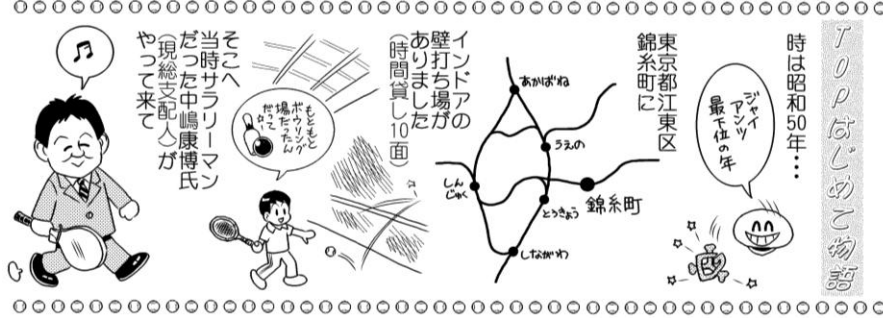 TOPはじめて物語
時は昭和50年…
ジャイ
アンツ
最下位の年
東京都江東区
錦糸町に
あかばね
うえの
しん
じゅく
とうきょう
錦糸町
しながわ
インドアの
壁打ち場が
ありました
(時間貸し10面)
もともと
ボウリング
場だったん
だって
そこへ
当時サラリーマン
だった中嶋康博氏
(現総支配人)が
やって来て